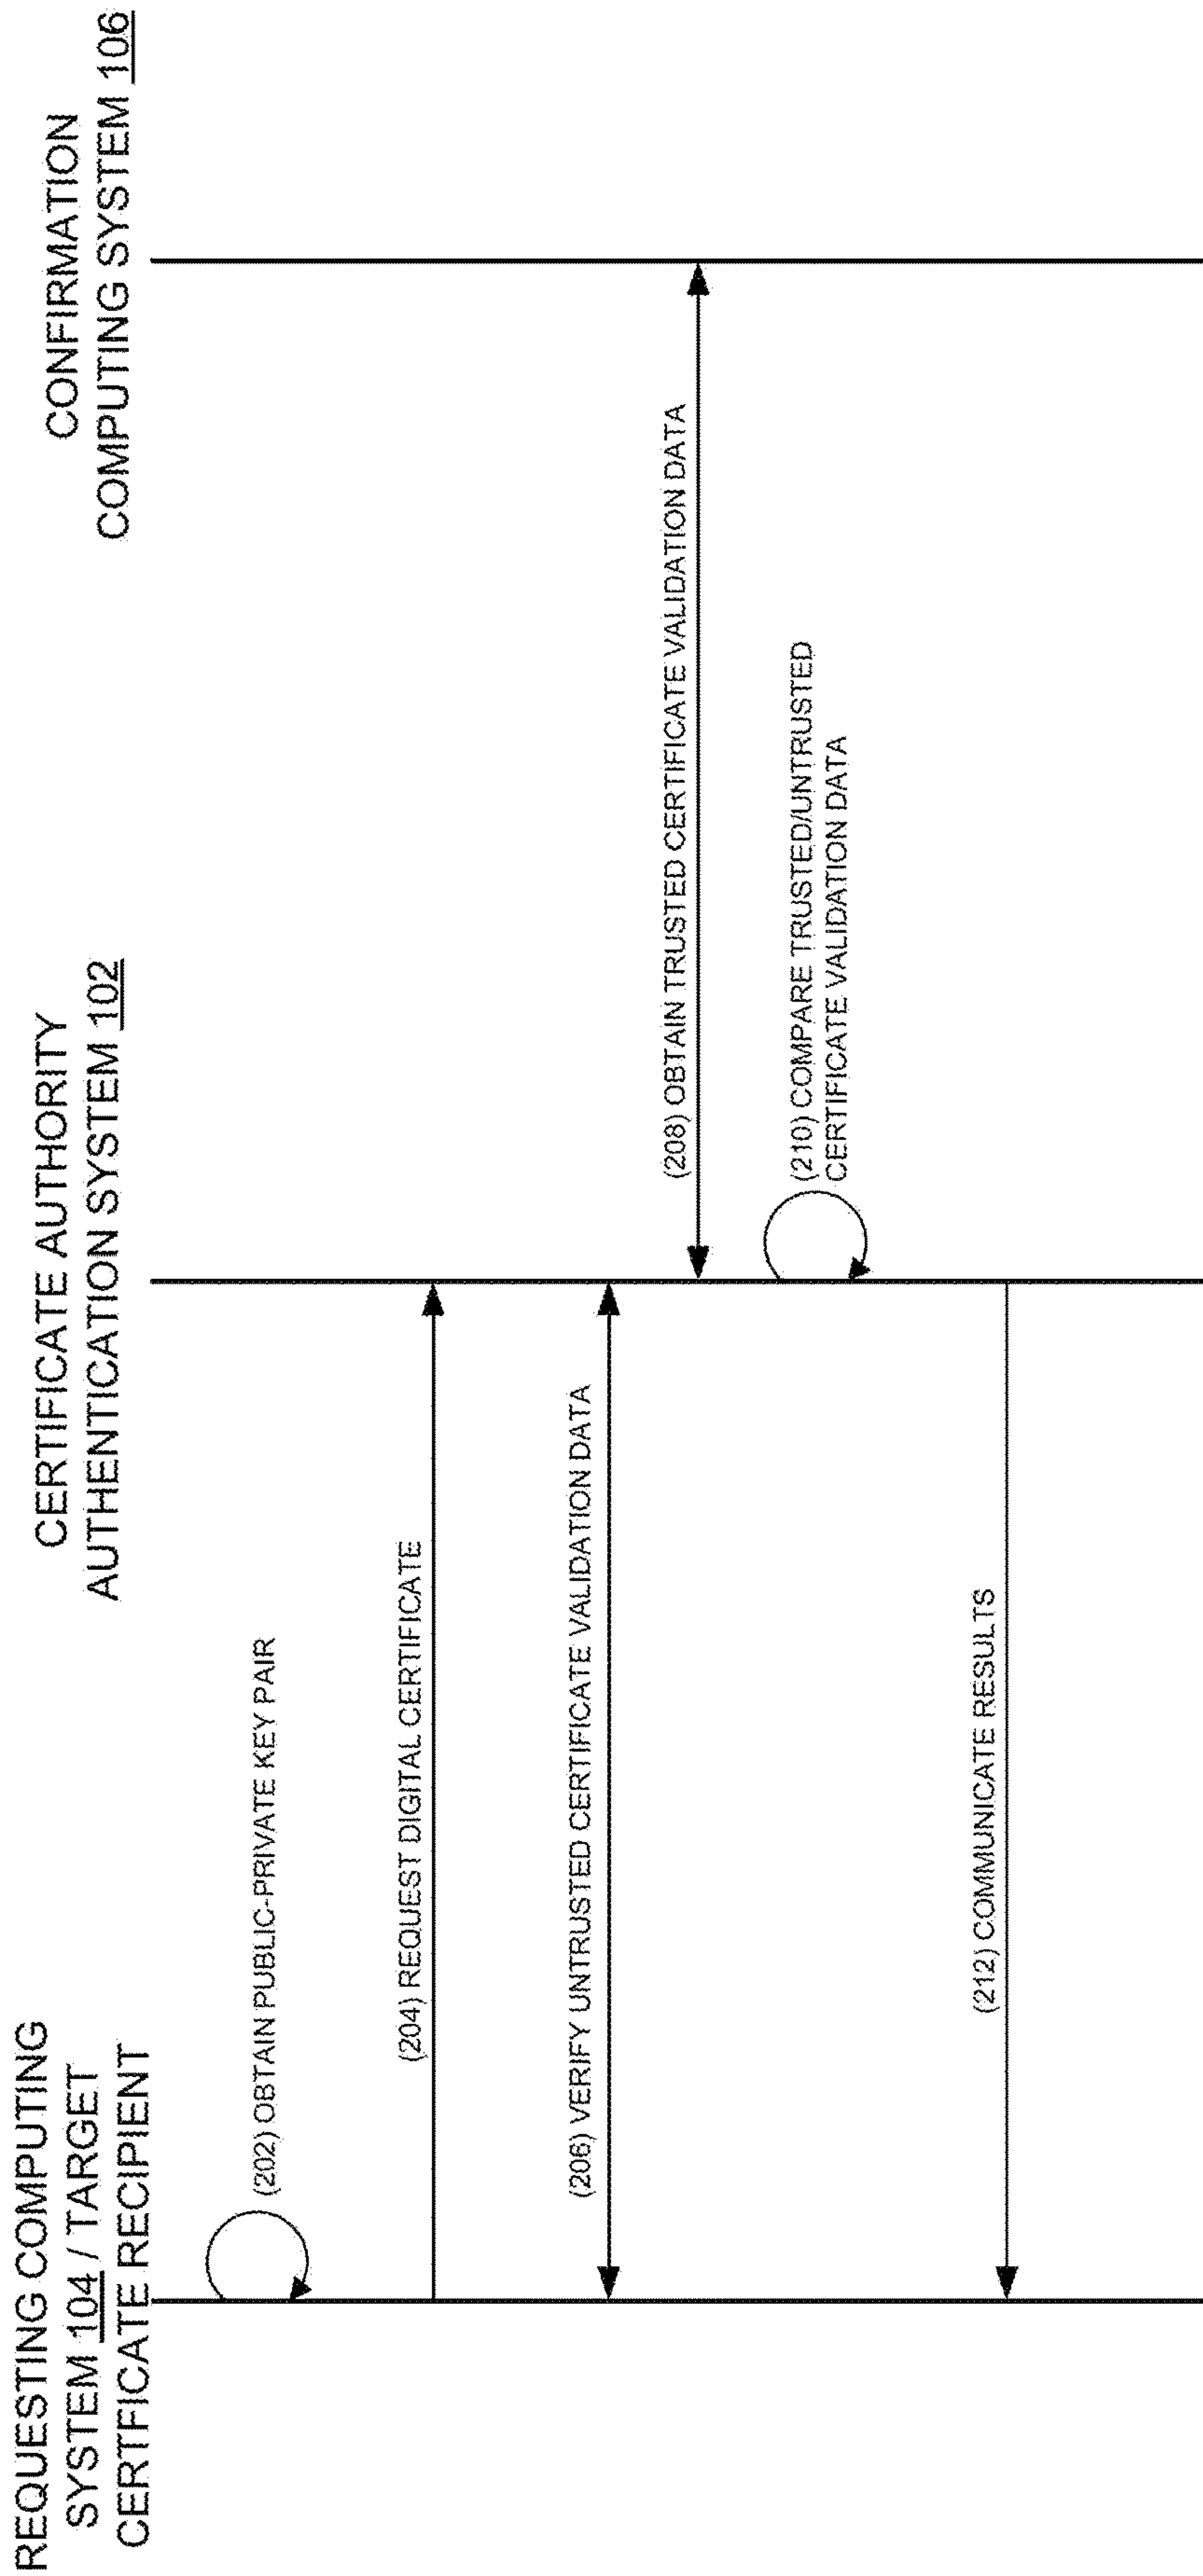 REQUESTING COMPUTING
SYSTEM 104 / TARGET
CERTFICATE RECIPIENT
CERTIFICATE AUTHORITY
AUTHENTICATION SYSTEM 102
CONFIRMATION
COMPUTING SYSTEM 106
(202) OBTAIN PUBLIC-PRIVATE KEY PAIR
(204) REQUEST DIGITAL CERTIFICATE
(206) VERIFY UNTRUSTED CERTIFICATE VALIDATION DATA
(208) OBTAIN TRUSTED CERTIFICATE VALIDATION DATA
(210) COMPARE TRUSTED/UNTRUSTED
CERTIFICATE VALIDATION DATA
(212) COMMUNICATE RESULTS